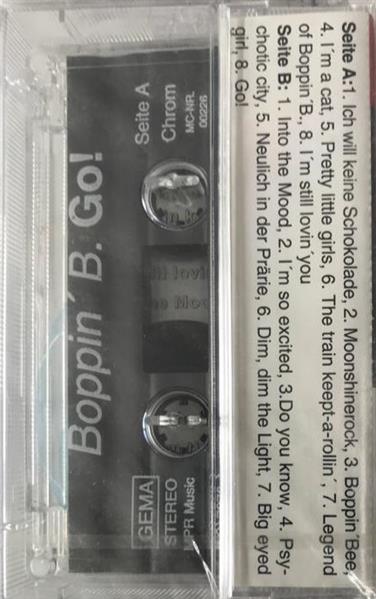 Seite A:1. Ich will keine Schokolade, 2. Moonshinerock, 3. Boppin´Bee,
4. I´m a cat, 5. Pretty little girls, 6. The train keept-a-rollin´, 7. Legend
of Boppin´B., 8. I´m still lovin´you
Seite B: 1. Into the Mood, 2. I´m so excited, 3.Do you know, 4. Psy-
chotic city, 5. Neulich in der Prärie, 6. Dim, dim the Light, 7. Big eyed
girl, 8. Go!
Seite A
Chrom
MC-NR.
00226
GEMA
STEREO
MPR Music
Boppin´ B. Go!